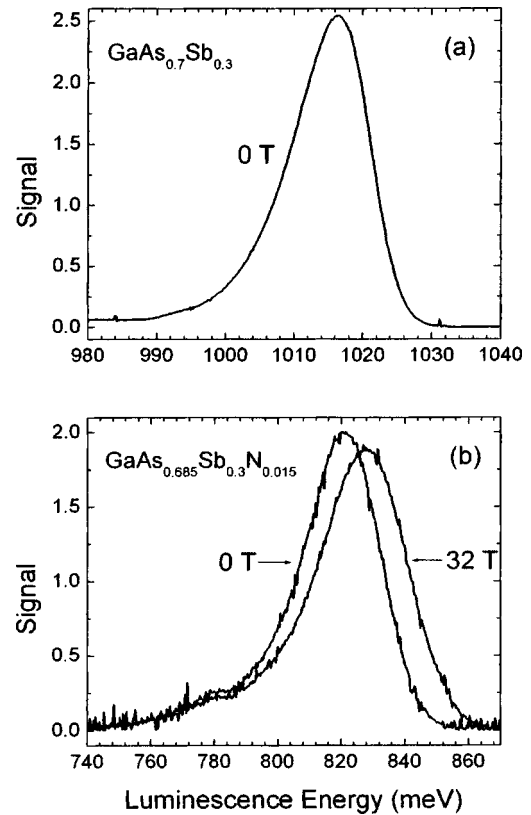 (a)
GaAs0.7Sb0.3
0 T
Signal
2.5
2.0
1.5
1.0
0.5
0.0
980 990 1000 1010 1020 1030 1040
(b)
GaAs0.685Sb0.3N0.015
0 T
32 T
Signal
2.0
1.5
1.0
0.5
0.0
740 760 780 800 820 840 860
Luminescence Energy (meV)